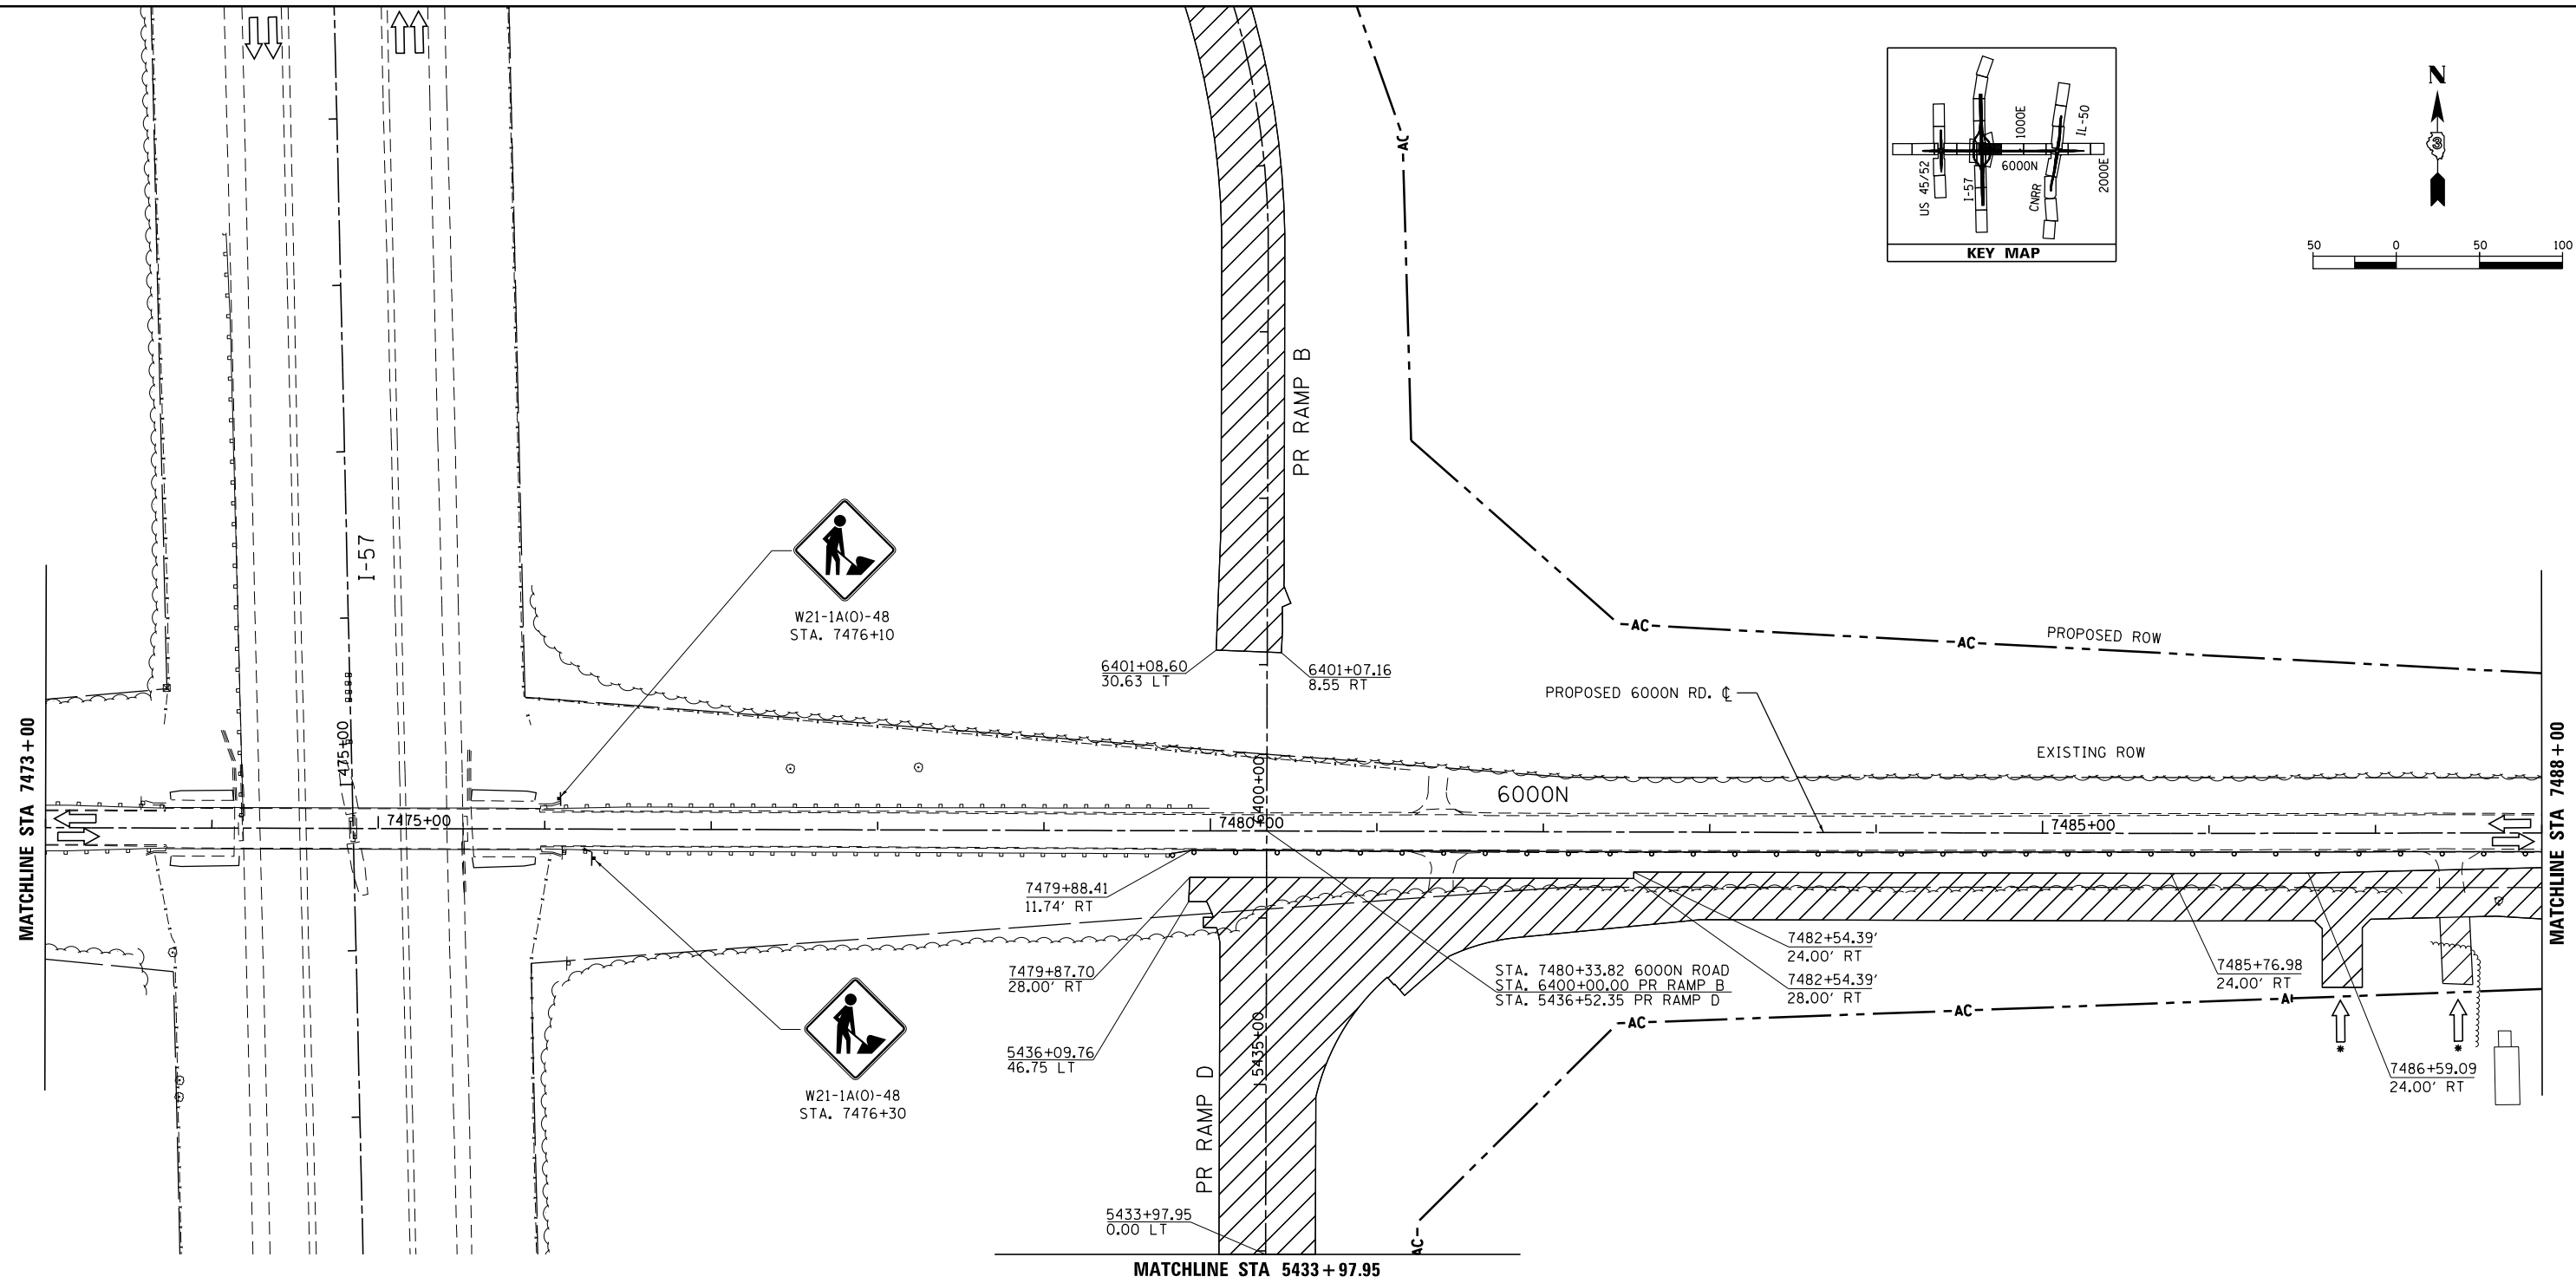 N
3
US 45/52
I-57
1000E
6000N
CNRR
IL-50
2000E
KEY MAP
50 0 50 100
PR RAMP B
AC
I-57
W21-1A(O)-48
STA. 7476+10
6401+08.60
30.63 LT
6401+07.16
8.55 RT
AC
AC
PROPOSED ROW
PROPOSED 6000N RD. ℄
EXISTING ROW
MATCHLINE STA 7473+00
MATCHLINE STA 7488+00
475+00
7475+00
6400+00
7480+00
6000N
7485+00
7479+88.41
11.74' RT
7479+87.70
28.00' RT
5436+09.76
46.75 LT
7482+54.39'
24.00' RT
7482+54.39'
28.00' RT
STA. 7480+33.82 6000N ROAD
STA. 6400+00.00 PR RAMP B
STA. 5436+52.35 PR RAMP D
7485+76.98
24.00' RT
7486+59.09
24.00' RT
AC
AC
A
*
*
W21-1A(O)-48
STA. 7476+30
5435+00
PR RAMP D
5433+97.95
0.00 LT
AC
MATCHLINE STA 5433+97.95